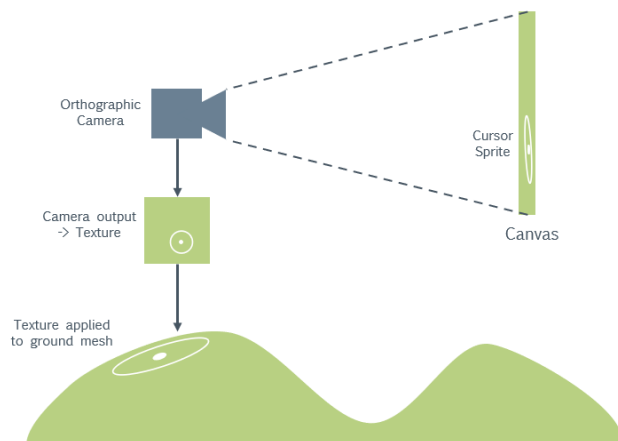 Orthographic
Camera
Cursor
Sprite
Camera output
-> Texture
Canvas
Texture applied
to ground mesh